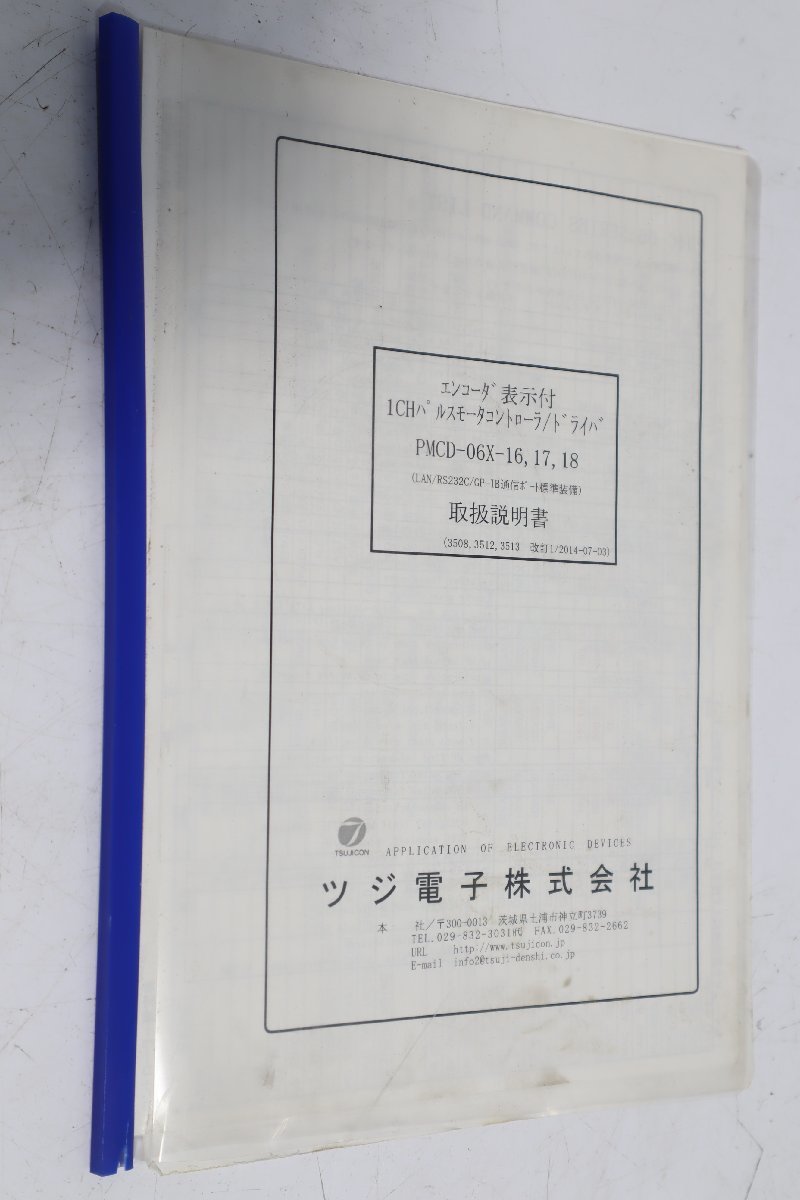 エンコーダ 表示付
1CHパルスモータコントローラ/ドライバ
PMCD-06X-16,17,18
(LAN/RS232C/GP-IB通信ポート標準装備)
取扱説明書
(3508,3512,3513 改訂1/2014-07-03)
TSUJICON
APPLICATION OF ELECTRONIC DEVICES
ツジ電子株式会社
本 社/〒300-0013 茨城県土浦市神立町3739
TEL.029-832-3031㈹ FAX.029-832-2662
URL http://www.tsujicon.jp
E-mail info2@tsuji-denshi.co.jp